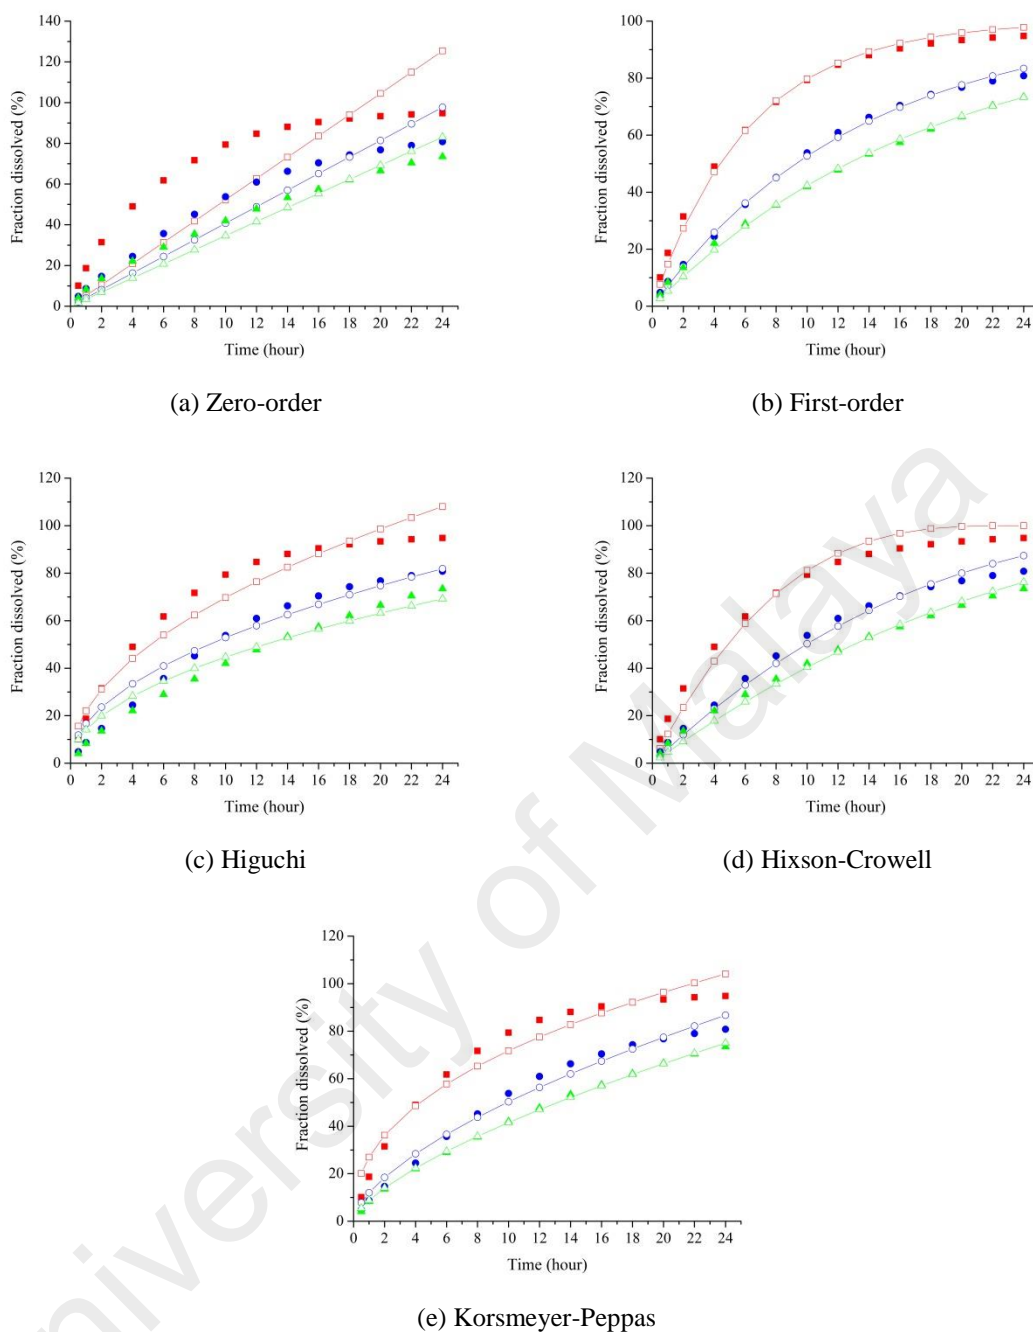 140
120
100
80
60
40
20
0
Fraction dissolved (%)
0 2 4 6 8 10 12 14 16 18 20 22 24
Time (hour)
(a) Zero-order
100
80
60
40
20
0
Fraction dissolved (%)
0 2 4 6 8 10 12 14 16 18 20 22 24
Time (hour)
(b) First-order
120
100
80
60
40
20
0
Fraction dissolved (%)
0 2 4 6 8 10 12 14 16 18 20 22 24
Time (hour)
(c) Higuchi
120
100
80
60
40
20
0
Fraction dissolved (%)
0 2 4 6 8 10 12 14 16 18 20 22 24
Time (hour)
(d) Hixson-Crowell
120
100
80
60
40
20
0
Fraction dissolved (%)
0 2 4 6 8 10 12 14 16 18 20 22 24
Time (hour)
(e) Korsmeyer-Peppas
niversity of Malaya